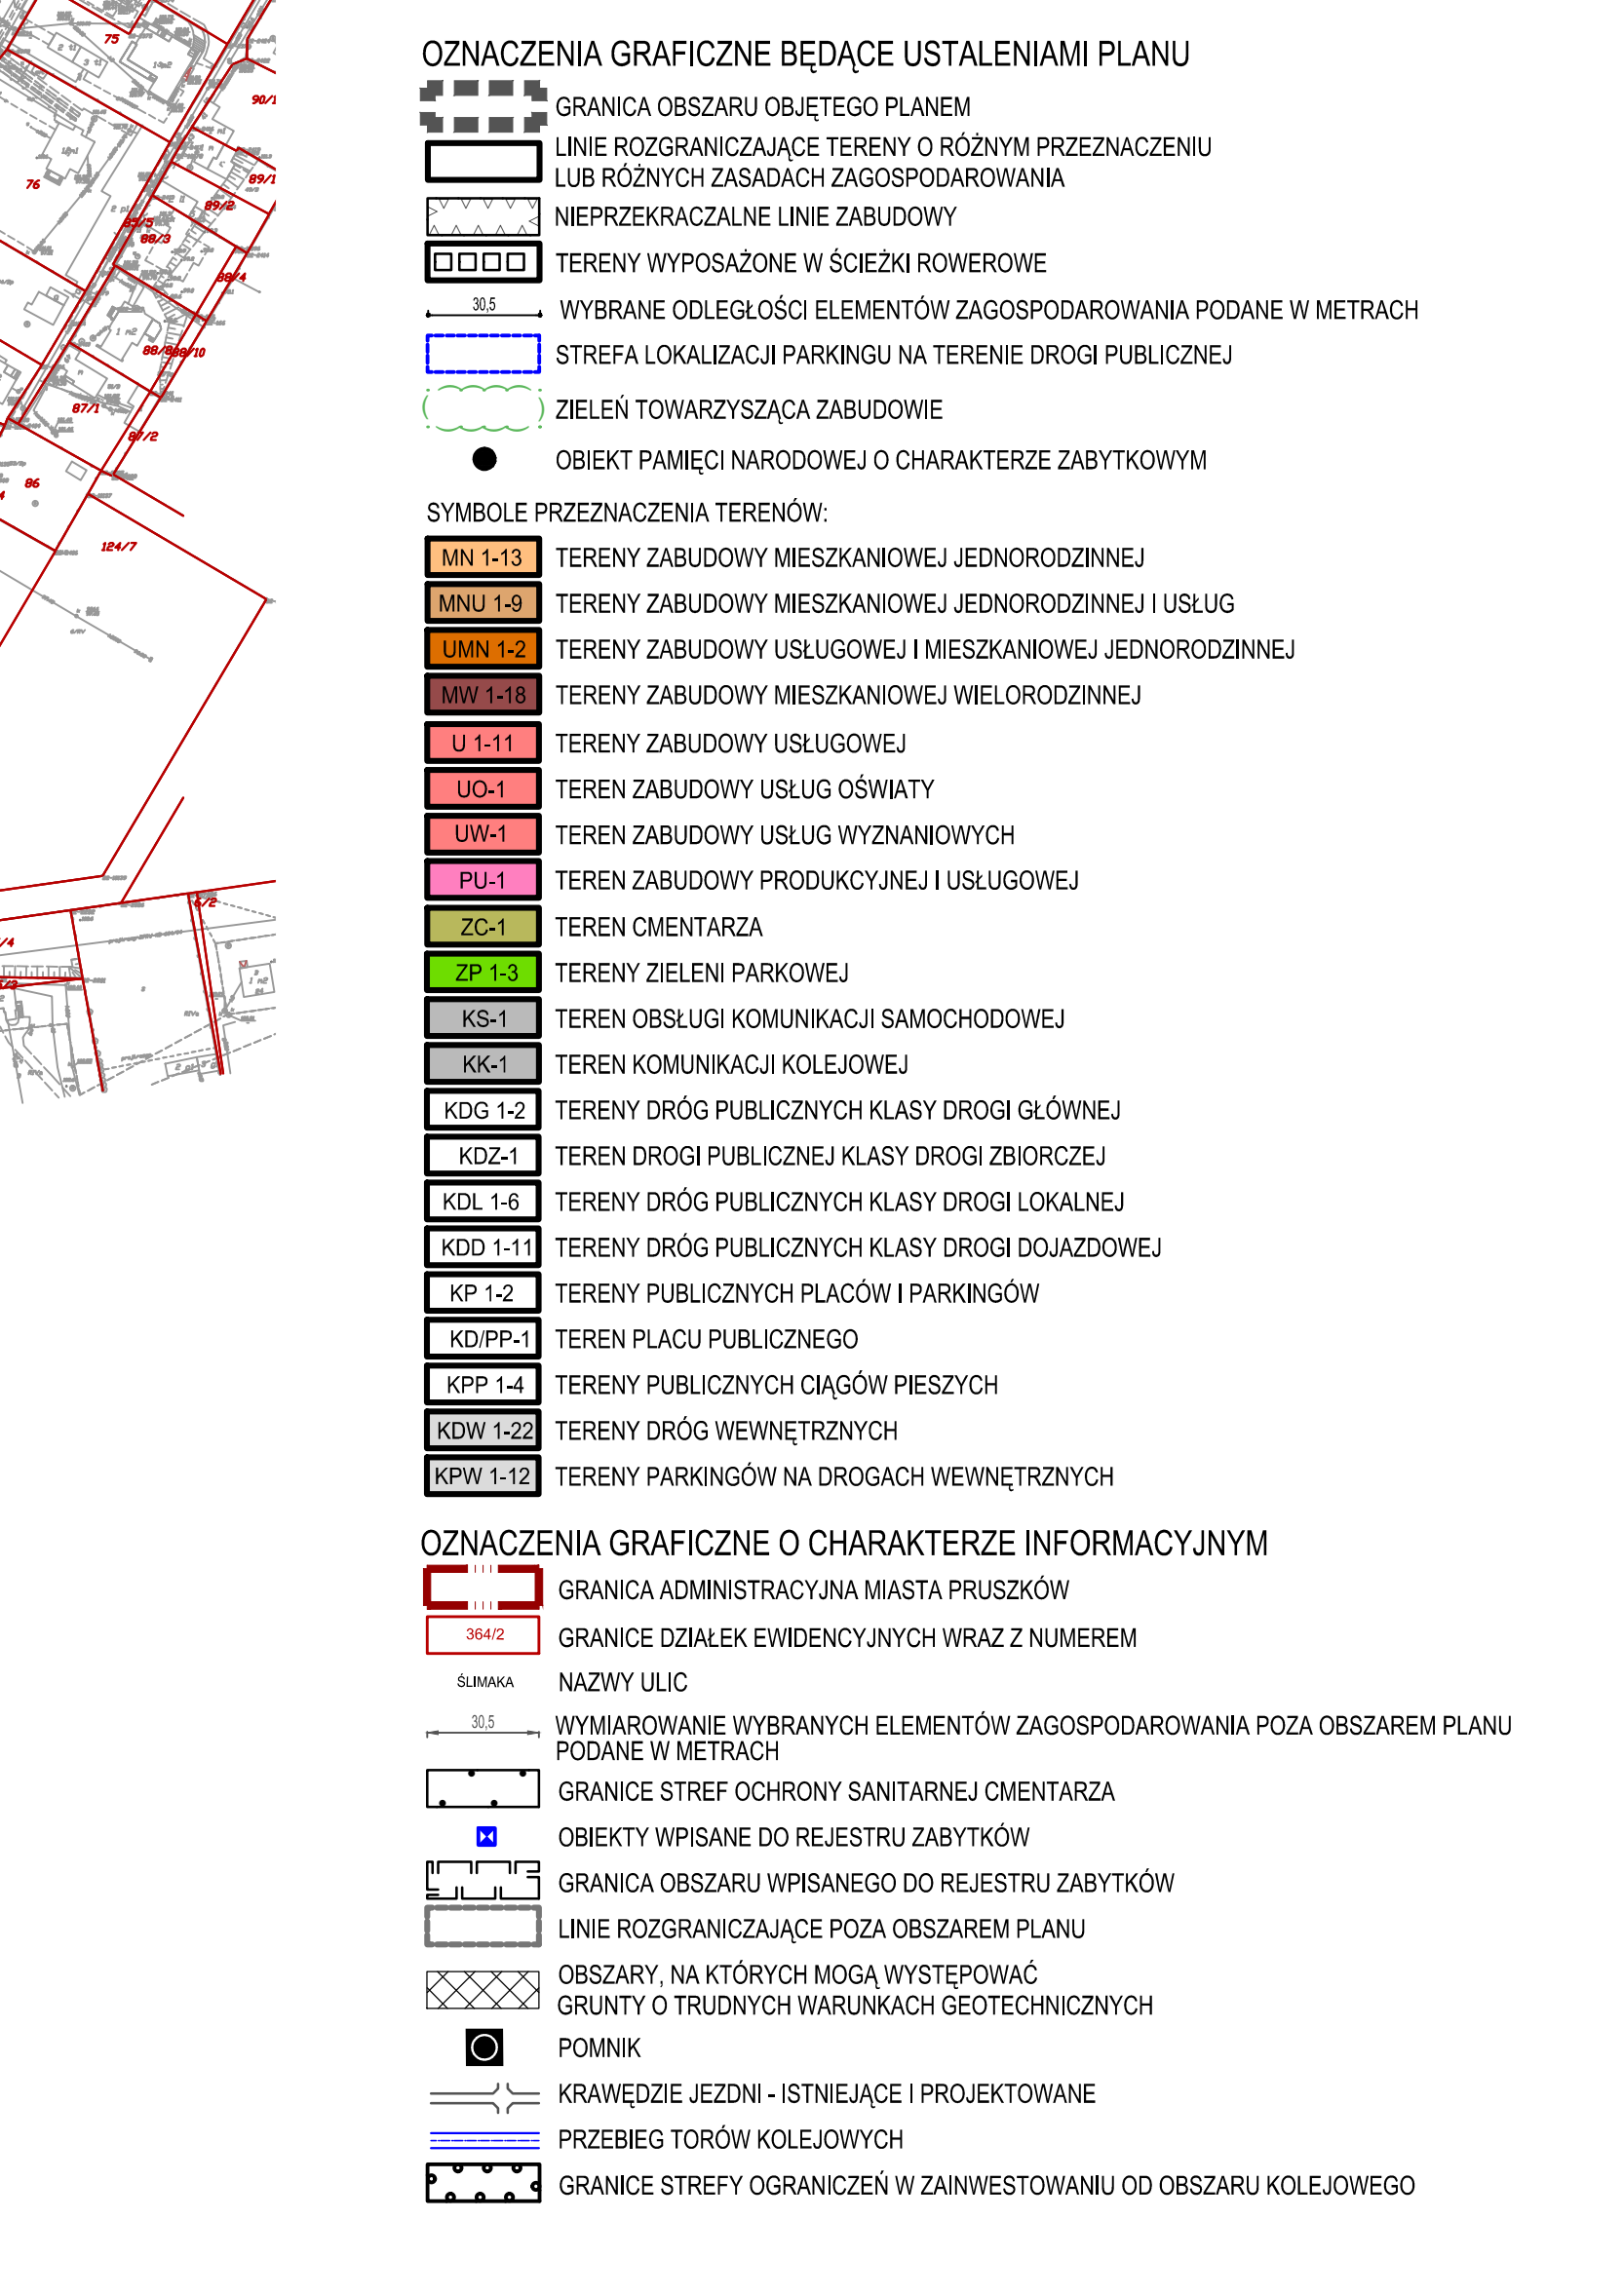 OZNACZENIA GRAFICZNE BĘDĄCE USTALENIAMI PLANU
GRANICA OBSZARU OBJĘTEGO PLANEM
LINIE ROZGRANICZAJĄCE TERENY O RÓŻNYM PRZEZNACZENIU
LUB RÓŻNYCH ZASADACH ZAGOSPODAROWANIA
NIEPRZEKRACZALNE LINIE ZABUDOWY
TERENY WYPOSAŻONE W ŚCIEŻKI ROWEROWE
30,5 WYBRANE ODLEGŁOŚCI ELEMENTÓW ZAGOSPODAROWANIA PODANE W METRACH
STREFA LOKALIZACJI PARKINGU NA TERENIE DROGI PUBLICZNEJ
ZIELEŃ TOWARZYSZĄCA ZABUDOWIE
OBIEKT PAMIĘCI NARODOWEJ O CHARAKTERZE ZABYTKOWYM
SYMBOLE PRZEZNACZENIA TERENÓW:
MN 1-13 TERENY ZABUDOWY MIESZKANIOWEJ JEDNORODZINNEJ
MNU 1-9 TERENY ZABUDOWY MIESZKANIOWEJ JEDNORODZINNEJ I USŁUG
UMN 1-2 TERENY ZABUDOWY USŁUGOWEJ I MIESZKANIOWEJ JEDNORODZINNEJ
MW 1-18 TERENY ZABUDOWY MIESZKANIOWEJ WIELORODZINNEJ
U 1-11 TERENY ZABUDOWY USŁUGOWEJ
UO-1 TEREN ZABUDOWY USŁUG OŚWIATY
UW-1 TEREN ZABUDOWY USŁUG WYZNANIOWYCH
PU-1 TEREN ZABUDOWY PRODUKCYJNEJ I USŁUGOWEJ
ZC-1 TEREN CMENTARZA
ZP 1-3 TERENY ZIELENI PARKOWEJ
KS-1 TEREN OBSŁUGI KOMUNIKACJI SAMOCHODOWEJ
KK-1 TEREN KOMUNIKACJI KOLEJOWEJ
KDG 1-2 TERENY DRÓG PUBLICZNYCH KLASY DROGI GŁÓWNEJ
KDZ-1 TEREN DROGI PUBLICZNEJ KLASY DROGI ZBIORCZEJ
KDL 1-6 TERENY DRÓG PUBLICZNYCH KLASY DROGI LOKALNEJ
KDD 1-11 TERENY DRÓG PUBLICZNYCH KLASY DROGI DOJAZDOWEJ
KP 1-2 TERENY PUBLICZNYCH PLACÓW I PARKINGÓW
KD/PP-1 TEREN PLACU PUBLICZNEGO
KPP 1-4 TERENY PUBLICZNYCH CIĄGÓW PIESZYCH
KDW 1-22 TERENY DRÓG WEWNĘTRZNYCH
KPW 1-12 TERENY PARKINGÓW NA DROGACH WEWNĘTRZNYCH
OZNACZENIA GRAFICZNE O CHARAKTERZE INFORMACYJNYM
GRANICA ADMINISTRACYJNA MIASTA PRUSZKÓW
364/2 GRANICE DZIAŁEK EWIDENCYJNYCH WRAZ Z NUMEREM
ŚLIMAKA NAZWY ULIC
30,5 WYMIAROWANIE WYBRANYCH ELEMENTÓW ZAGOSPODAROWANIA POZA OBSZAREM PLANU
PODANE W METRACH
GRANICE STREF OCHRONY SANITARNEJ CMENTARZA
OBIEKTY WPISANE DO REJESTRU ZABYTKÓW
GRANICA OBSZARU WPISANEGO DO REJESTRU ZABYTKÓW
LINIE ROZGRANICZAJĄCE POZA OBSZAREM PLANU
OBSZARY, NA KTÓRYCH MOGĄ WYSTĘPOWAĆ
GRUNTY O TRUDNYCH WARUNKACH GEOTECHNICZNYCH
POMNIK
KRAWĘDZIE JEZDNI - ISTNIEJĄCE I PROJEKTOWANE
PRZEBIEG TORÓW KOLEJOWYCH
GRANICE STREFY OGRANICZEŃ W ZAINWESTOWANIU OD OBSZARU KOLEJOWEGO
75
90/1
76
89/1
89/2
85/5
88/3
88/4
88/10
87/1
87/2
86
124/7
6/2